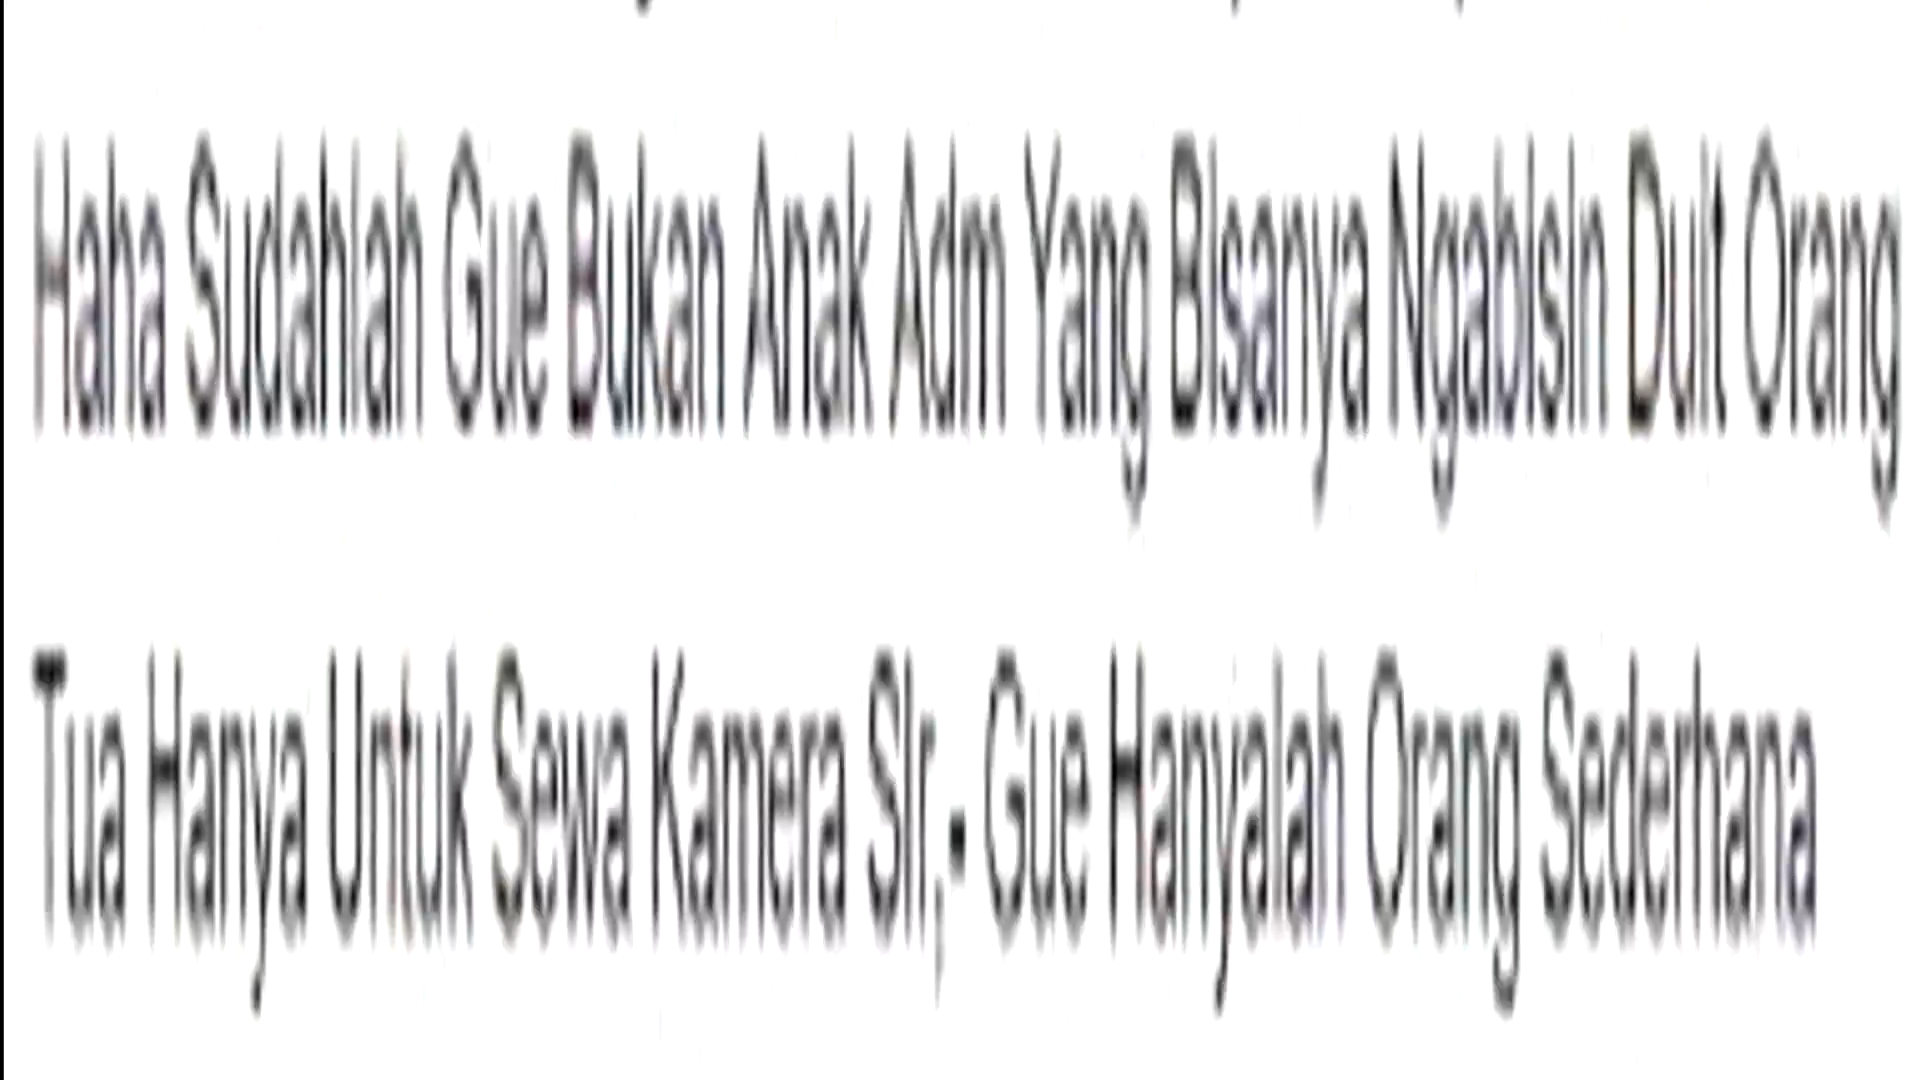 Haha Sudahlah Gue Bukan Anak Adm Yang Bisanya Ngabisin Duit Orang
Tua Hanya Untuk Sewa Kamera Slr,- Gue Hanyalah Orang Sederhana